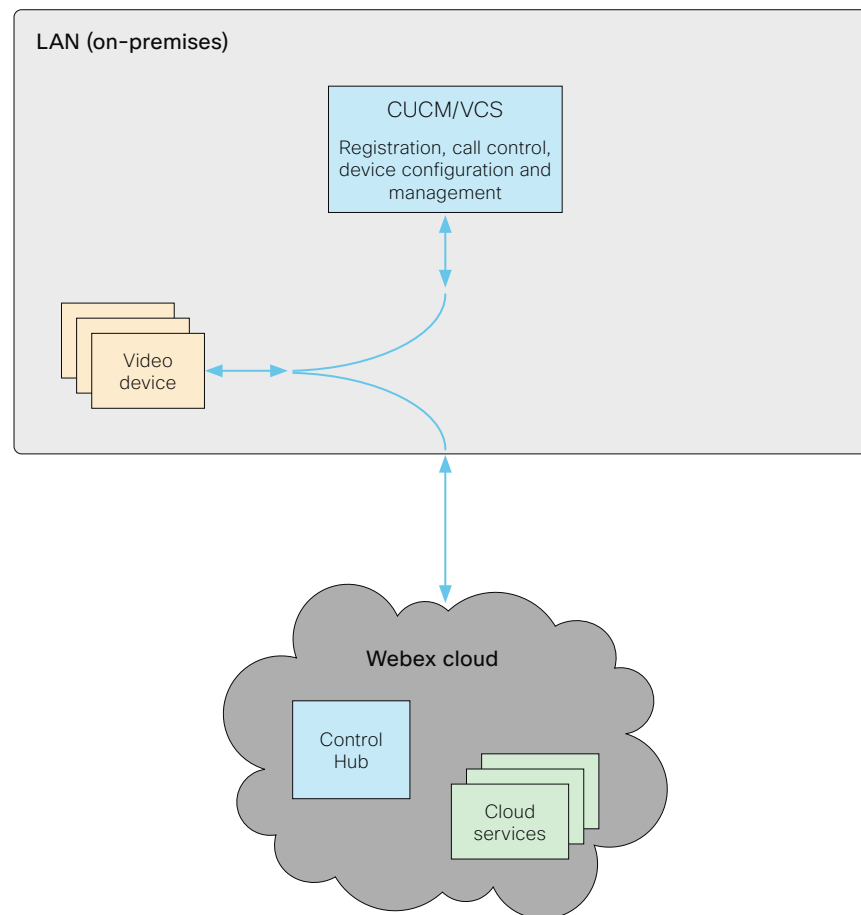 LAN (on-premises)
CUCM/VCS
Registration, call control,
device configuration and
management
Video
device
Webex cloud
Control
Hub
Cloud
services